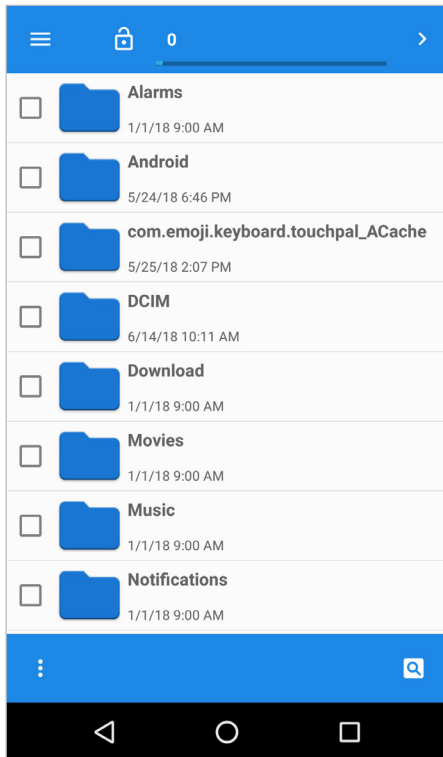 0
Alarms
1/1/18 9:00 AM
Android
5/24/18 6:46 PM
com.emoji.keyboard.touchpal_ACache
5/25/18 2:07 PM
DCIM
6/14/18 10:11 AM
Download
1/1/18 9:00 AM
Movies
1/1/18 9:00 AM
Music
1/1/18 9:00 AM
Notifications
1/1/18 9:00 AM